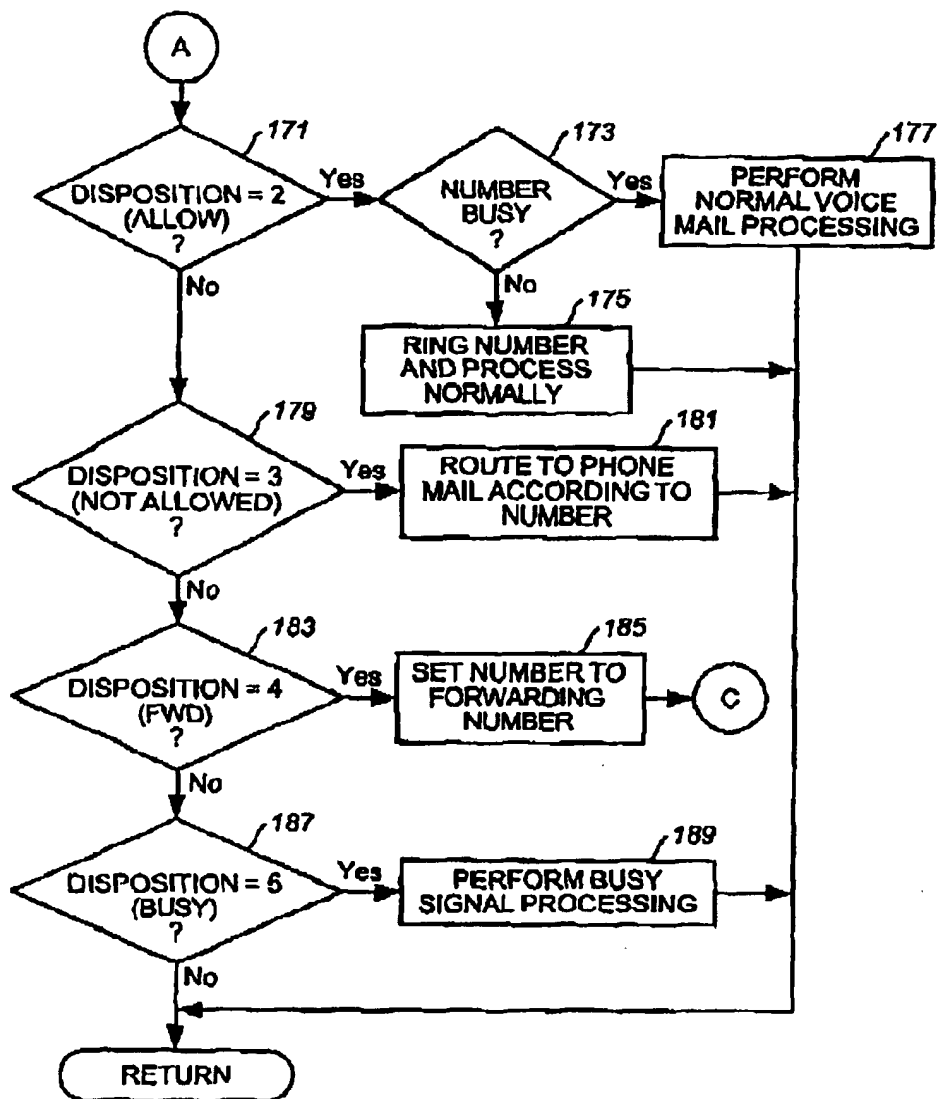 A
171
DISPOSITION = 2
(ALLOW)
?
Yes
No
173
NUMBER
BUSY
?
Yes
No
177
PERFORM
NORMAL VOICE
MAIL PROCESSING
175
RING NUMBER
AND PROCESS
NORMALLY
179
DISPOSITION = 3
(NOT ALLOWED)
?
Yes
No
181
ROUTE TO PHONE
MAIL ACCORDING TO
NUMBER
183
DISPOSITION = 4
(FWD)
?
Yes
No
185
SET NUMBER TO
FORWARDING
NUMBER
C
187
DISPOSITION = 5
(BUSY)
?
Yes
No
189
PERFORM BUSY
SIGNAL PROCESSING
RETURN